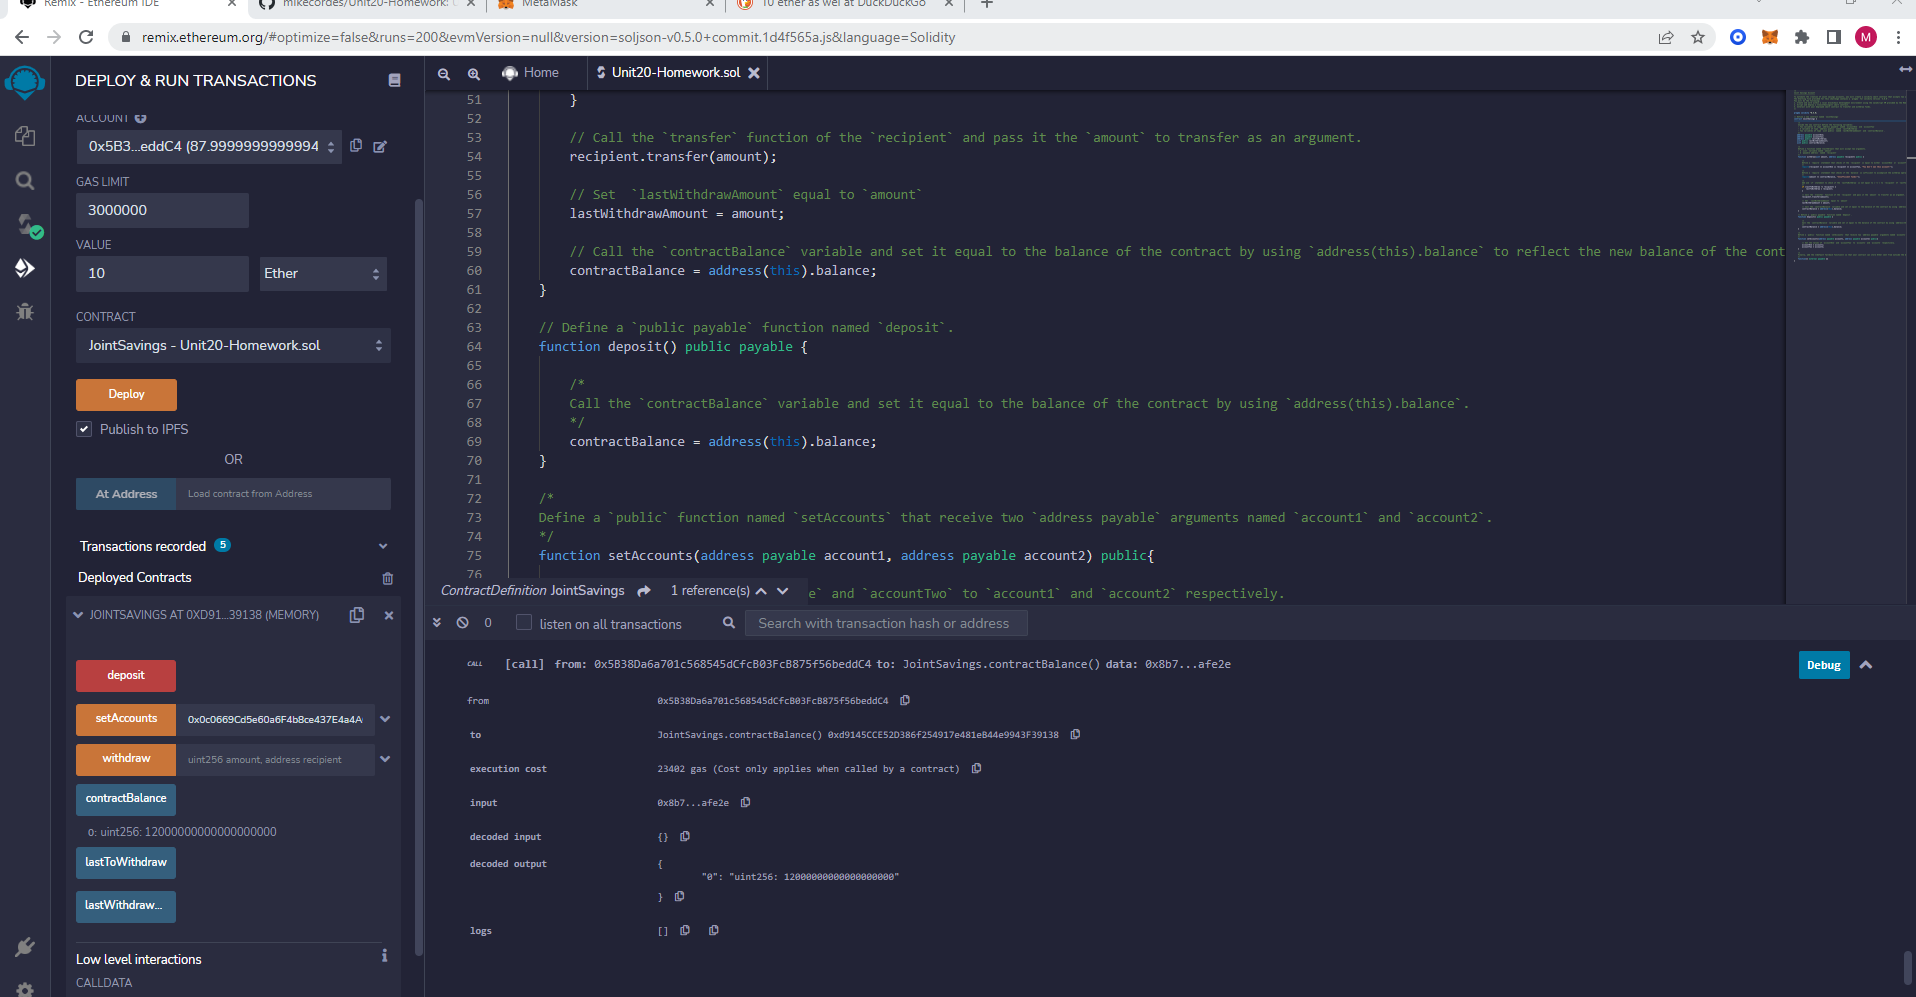 Remix - Ethereum IDE
mikecordes/Unit20-Homework:
MetaMask
10 ether as wei at DuckDuckGo
remix.ethereum.org/#optimize=false&runs=200&evmVersion=null&version=soljson-v0.5.0+commit.1d4f565a.js&language=Solidity
M
DEPLOY & RUN TRANSACTIONS
ACCOUNT
0x5B3...eddC4 (87.9999999999994
GAS LIMIT
3000000
VALUE
10
Ether
CONTRACT
JointSavings - Unit20-Homework.sol
Deploy
Publish to IPFS
OR
At Address
Load contract from Address
Transactions recorded 5
Deployed Contracts
JOINTSAVINGS AT 0XD91...39138 (MEMORY)
deposit
setAccounts
0x0c0669Cd5e60a6F4b8ce437E4a4A
withdraw
uint256 amount, address recipient
contractBalance
0: uint256: 12000000000000000000
lastToWithdraw
lastWithdraw...
Low level interactions
CALLDATA
Home
Unit20-Homework.sol
51 }
52
53 // Call the `transfer` function of the `recipient` and pass it the `amount` to transfer as an argument.
54 recipient.transfer(amount);
55
56 // Set  `lastWithdrawAmount` equal to `amount`
57 lastWithdrawAmount = amount;
58
59 // Call the `contractBalance` variable and set it equal to the balance of the contract by using `address(this).balance` to reflect the new balance of the cont
60 contractBalance = address(this).balance;
61 }
62
63 // Define a `public payable` function named `deposit`.
64 function deposit() public payable {
65
66 /*
67 Call the `contractBalance` variable and set it equal to the balance of the contract by using `address(this).balance`.
68 */
69 contractBalance = address(this).balance;
70 }
71
72 /*
73 Define a `public` function named `setAccounts` that receive two `address payable` arguments named `account1` and `account2`.
74 */
75 function setAccounts(address payable account1, address payable account2) public{
76
ContractDefinition JointSavings 1 reference(s) e` and `accountTwo` to `account1` and `account2` respectively.
0 listen on all transactions Search with transaction hash or address
CALL [call] from: 0x5B38Da6a701c568545dCfcB03FcB875f56beddC4 to: JointSavings.contractBalance() data: 0x8b7...afe2e Debug
from 0x5B38Da6a701c568545dCfcB03FcB875f56beddC4
to JointSavings.contractBalance() 0xd9145CCE52D386f254917e481eB44e9943F39138
execution cost 23402 gas (Cost only applies when called by a contract)
input 0x8b7...afe2e
decoded input {}
decoded output {
"0": "uint256: 12000000000000000000"
}
logs []